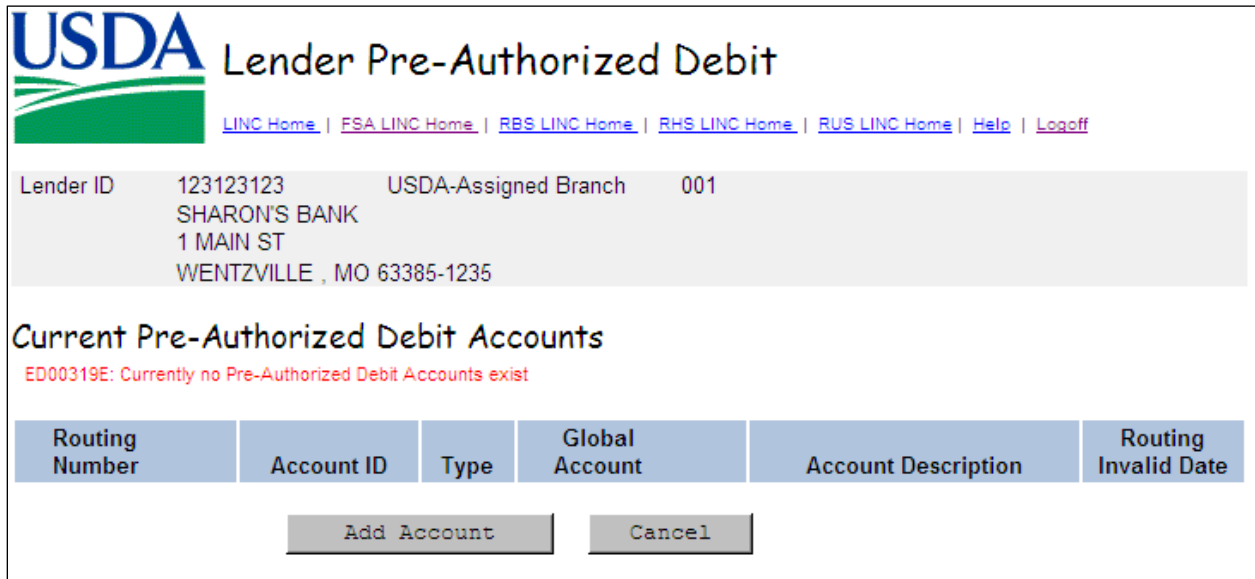 USDA Lender Pre-Authorized Debit
LINC Home | FSA LINC Home | RBS LINC Home | RHS LINC Home | RUS LINC Home | Help | Logoff
Lender ID 123123123 USDA-Assigned Branch 001
SHARON'S BANK
1 MAIN ST
WENTZVILLE , MO 63385-1235
Current Pre-Authorized Debit Accounts
ED00319E: Currently no Pre-Authorized Debit Accounts exist
Routing Number Account ID Type Global Account Account Description Routing Invalid Date
Add Account Cancel